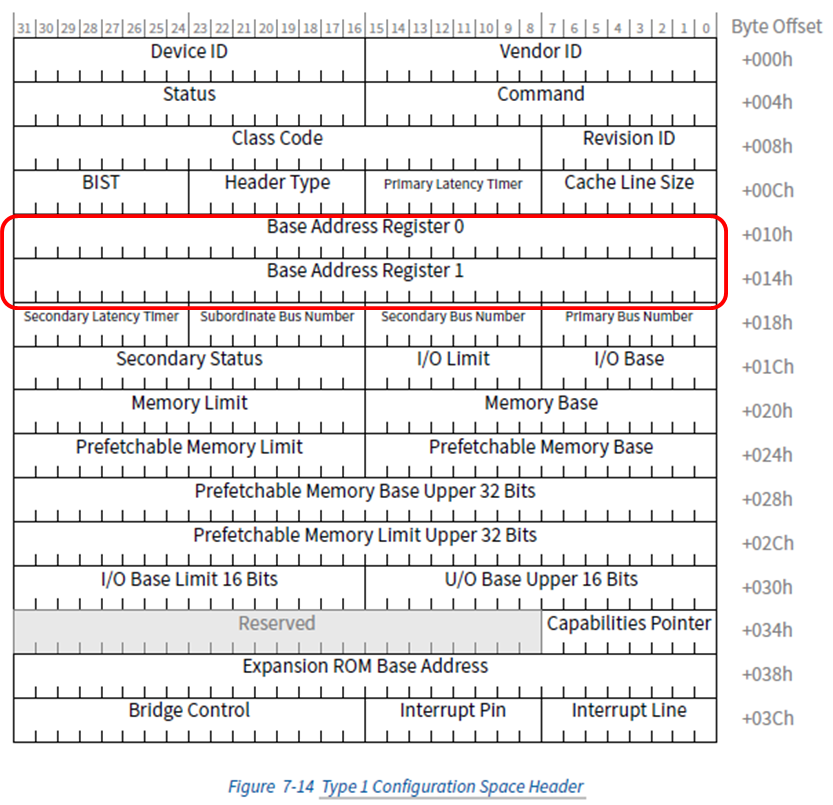 31 30 29 28 27 26 25 24 23 22 21 20 19 18 17 16 15 14 13 12 11 10 9 8 7 6 5 4 3 2 1 0 Byte Offset
Device ID Vendor ID +000h
Status Command +004h
Class Code Revision ID +008h
BIST Header Type Primary Latency Timer Cache Line Size +00Ch
Base Address Register 0 +010h
Base Address Register 1 +014h
Secondary Latency Timer Subordinate Bus Number Secondary Bus Number Primary Bus Number +018h
Secondary Status I/O Limit I/O Base +01Ch
Memory Limit Memory Base +020h
Prefetchable Memory Limit Prefetchable Memory Base +024h
Prefetchable Memory Base Upper 32 Bits +028h
Prefetchable Memory Limit Upper 32 Bits +02Ch
I/O Base Limit 16 Bits U/O Base Upper 16 Bits +030h
Reserved Capabilities Pointer +034h
Expansion ROM Base Address +038h
Bridge Control Interrupt Pin Interrupt Line +03Ch
Figure 7-14 Type 1 Configuration Space Header